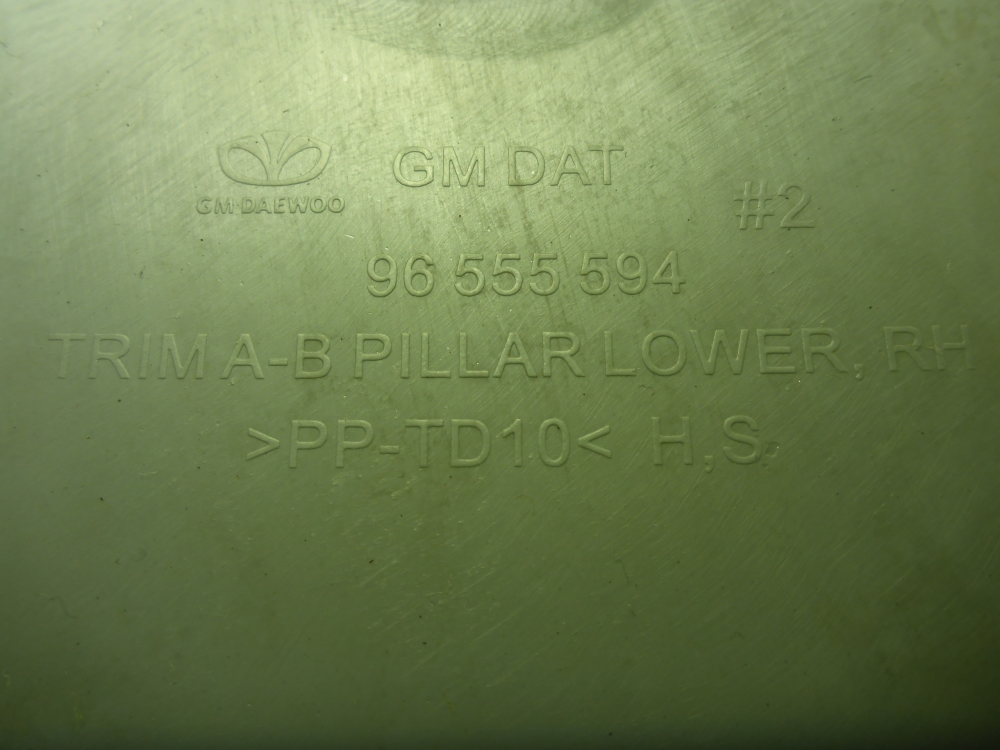 GM DAEWOO
GM DAT
#2
96 555 594
TRIM A-B PILLAR LOWER, RH
>PP-TD10< H,S